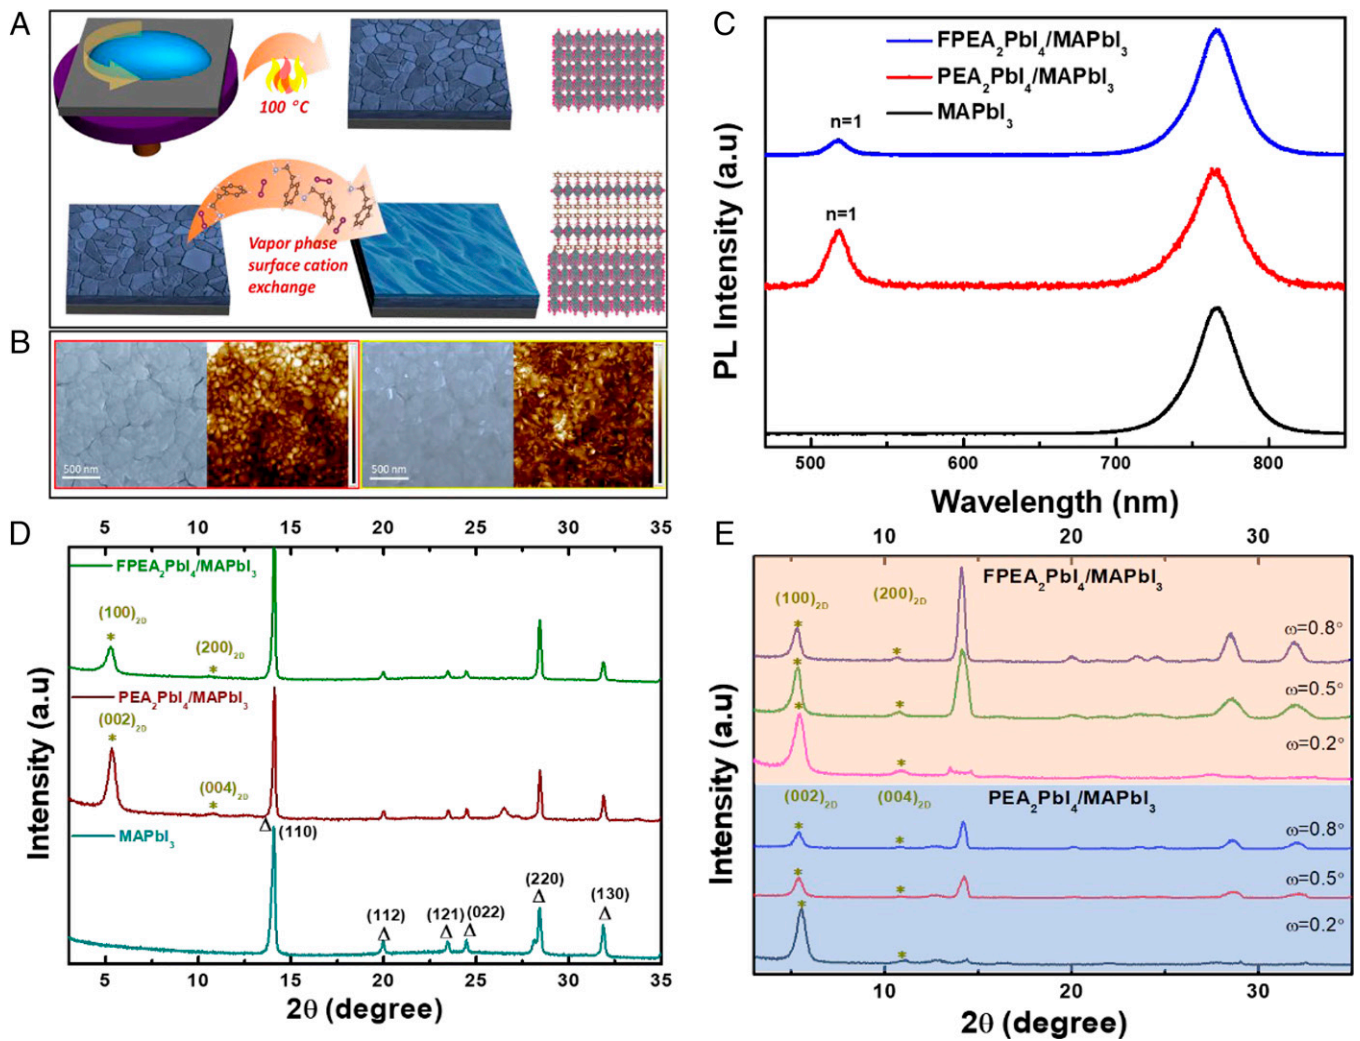 A
100 °C
Vapor phase
surface cation
exchange
B
500 nm
500 nm
C
FPEA₂PbI₄/MAPbI₃
PEA₂PbI₄/MAPbI₃
MAPbI₃
n=1
n=1
PL Intensity (a.u)
500 600 700 800
Wavelength (nm)
D
5 10 15 20 25 30 35
FPEA₂PbI₄/MAPbI₃
(100)₂D
*
(200)₂D
*
PEA₂PbI₄/MAPbI₃
(002)₂D
*
(004)₂D
*
MAPbI₃
Δ (110)
(112)
Δ
(121)
Δ
(022)
Δ
(220)
Δ
(130)
Δ
Intensity (a.u)
5 10 15 20 25 30 35
2θ (degree)
E
10 20 30
FPEA₂PbI₄/MAPbI₃
(100)₂D
*
(200)₂D
*
ω=0.8°
*
*
ω=0.5°
*
*
ω=0.2°
PEA₂PbI₄/MAPbI₃
(002)₂D
*
(004)₂D
*
ω=0.8°
*
*
ω=0.5°
*
*
ω=0.2°
Intensity (a.u)
10 20 30
2θ (degree)